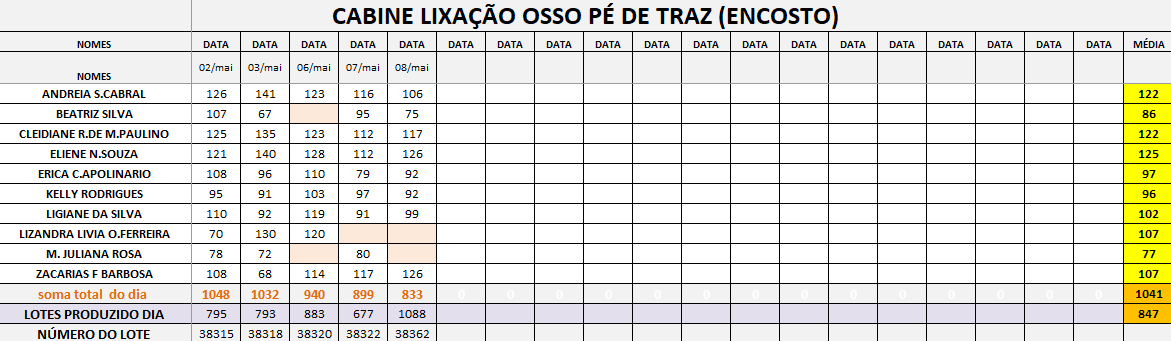 CABINE LIXAÇÃO OSSO PÉ DE TRAZ (ENCOSTO)
NOMES DATA DATA DATA DATA DATA DATA DATA DATA DATA DATA DATA DATA DATA DATA DATA DATA DATA DATA DATA MÉDIA
NOMES 02/mai 03/mai 06/mai 07/mai 08/mai
ANDREIA S.CABRAL 126 141 123 116 106 122
BEATRIZ SILVA 107 67 95 75 86
CLEIDIANE R.DE M.PAULINO 125 135 123 112 117 122
ELIENE N.SOUZA 121 140 128 112 126 125
ERICA C.APOLINARIO 108 96 110 79 92 97
KELLY RODRIGUES 95 91 103 97 92 96
LIGIANE DA SILVA 110 92 119 91 99 102
LIZANDRA LIVIA O.FERREIRA 70 130 120 107
M. JULIANA ROSA 78 72 80 77
ZACARIAS F BARBOSA 108 68 114 117 126 107
soma total do dia 1048 1032 940 899 833 0 0 0 0 0 0 0 0 0 0 0 0 0 0 1041
LOTES PRODUZIDO DIA 795 793 883 677 1088 847
NÚMERO DO LOTE 38315 38318 38320 38322 38362